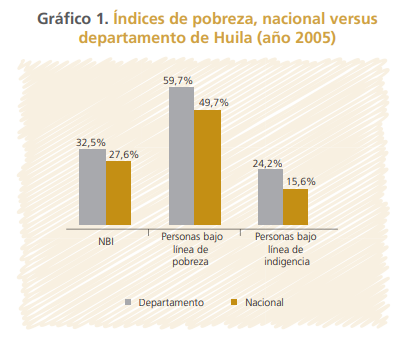 Gráfico 1. Índices de pobreza, nacional versus
departamento de Huila (año 2005)
59,7%
49,7%
32,5%
27,6%
24,2%
15,6%
NBI
Personas bajo
línea de
pobreza
Personas bajo
línea de
indigencia
Departamento
Nacional